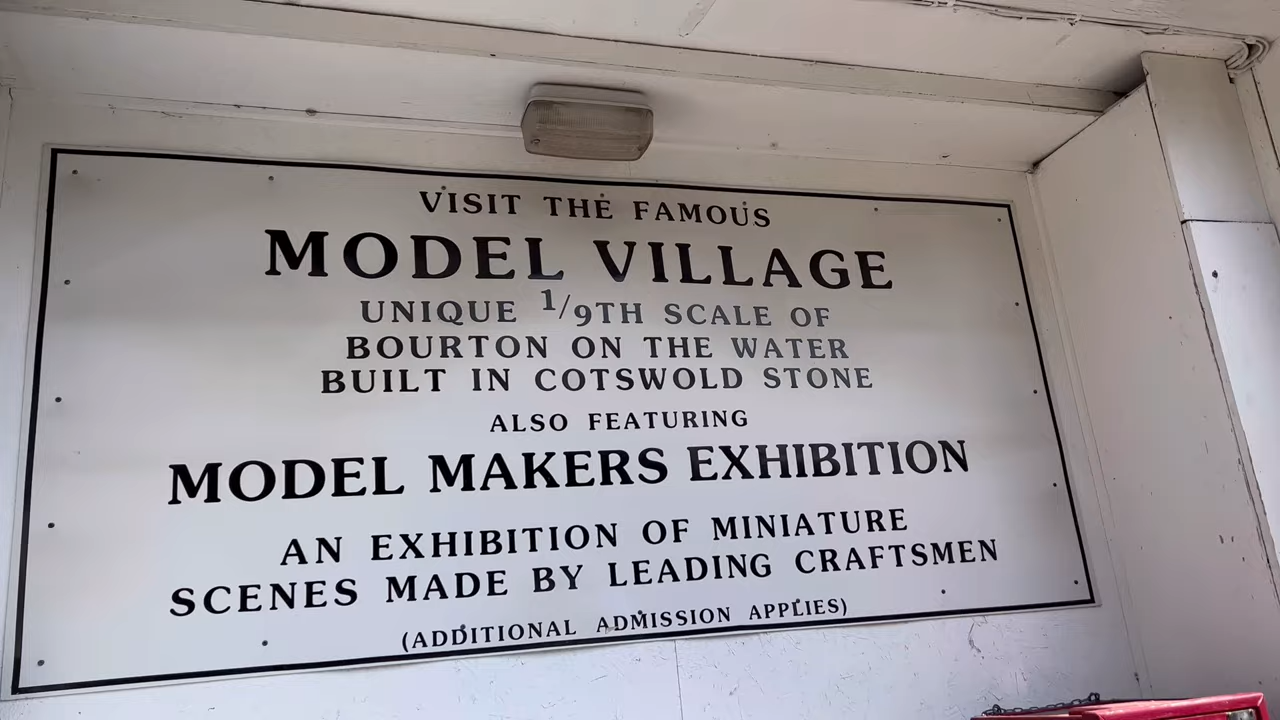 VISIT THE FAMOUS
MODEL VILLAGE
UNIQUE 1/9TH SCALE OF
BOURTON ON THE WATER
BUILT IN COTSWOLD STONE
ALSO FEATURING
MODEL MAKERS EXHIBITION
AN EXHIBITION OF MINIATURE
SCENES MADE BY LEADING CRAFTSMEN
(ADDITIONAL ADMISSION APPLIES)